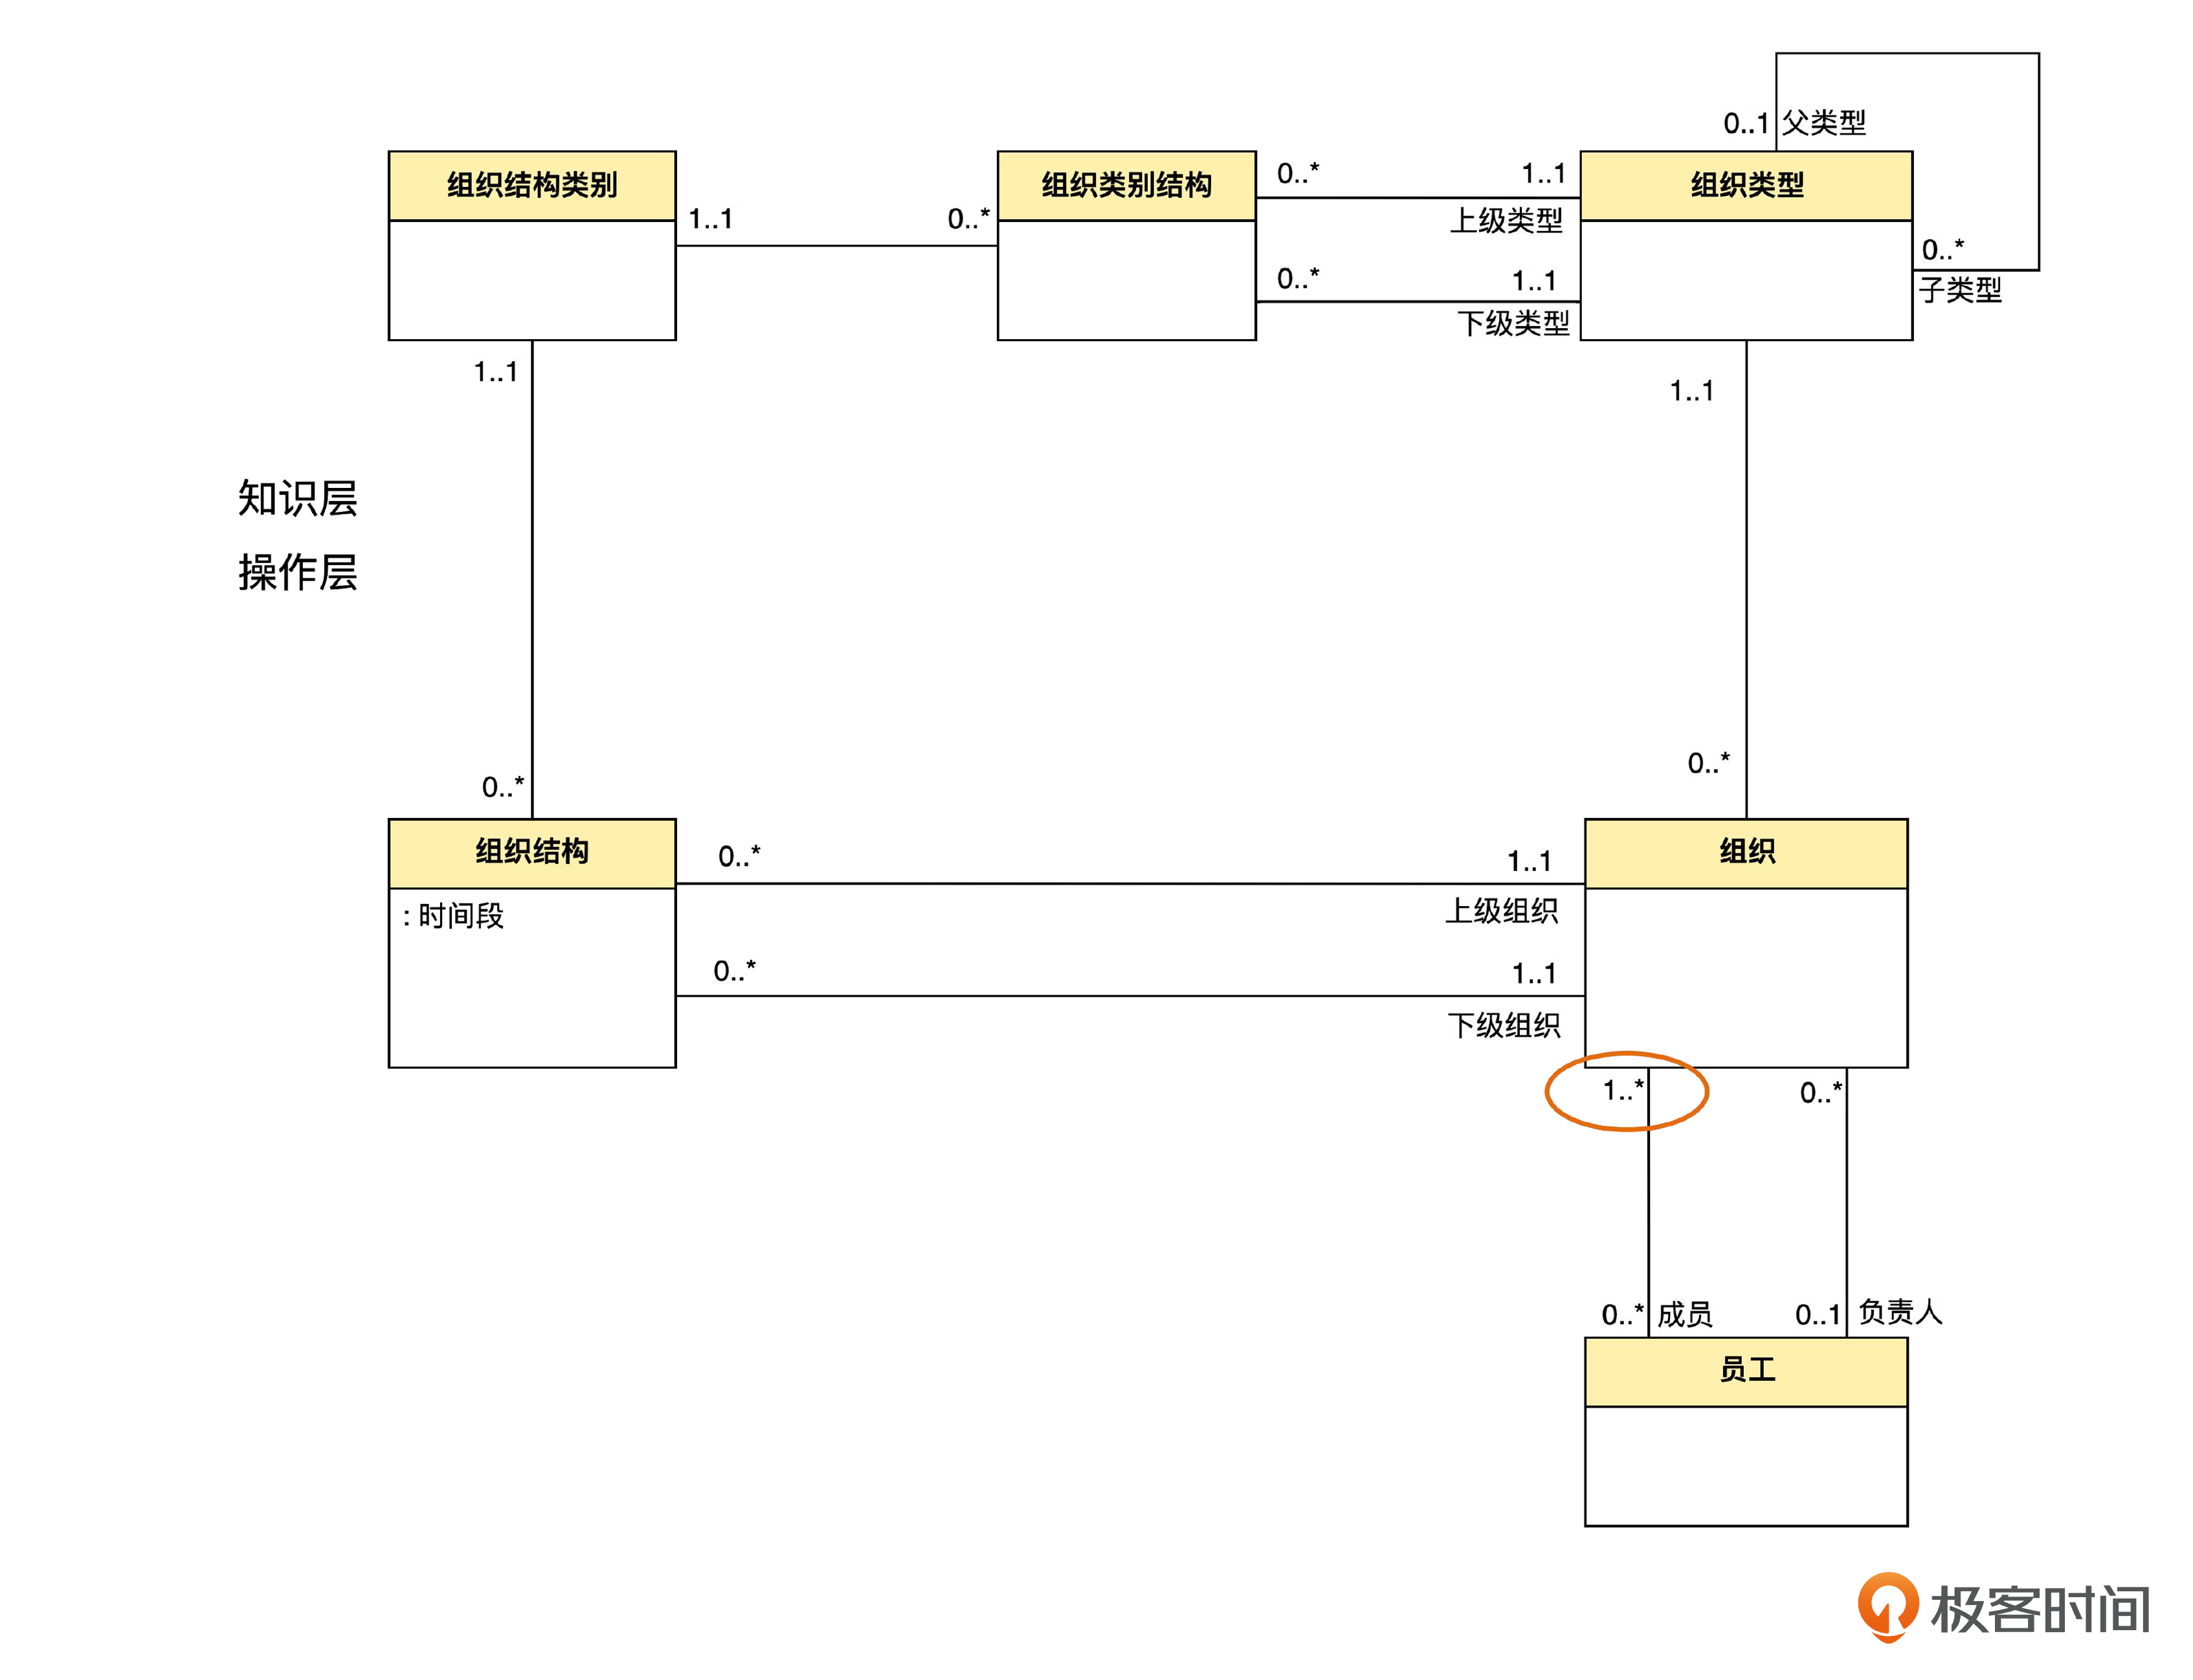 0..1 父类型
组织结构类别
组织类别结构
组织类型
0..*
1..1
上级类型
1..1
0..*
0..*
子类型
0..*
1..1
下级类型
1..1
1..1
知识层
操作层
0..*
0..*
组织结构
组织
: 时间段
0..*
1..1
上级组织
0..*
1..1
下级组织
1..*
0..*
0..* 成员
0..1 负责人
员工
极客时间